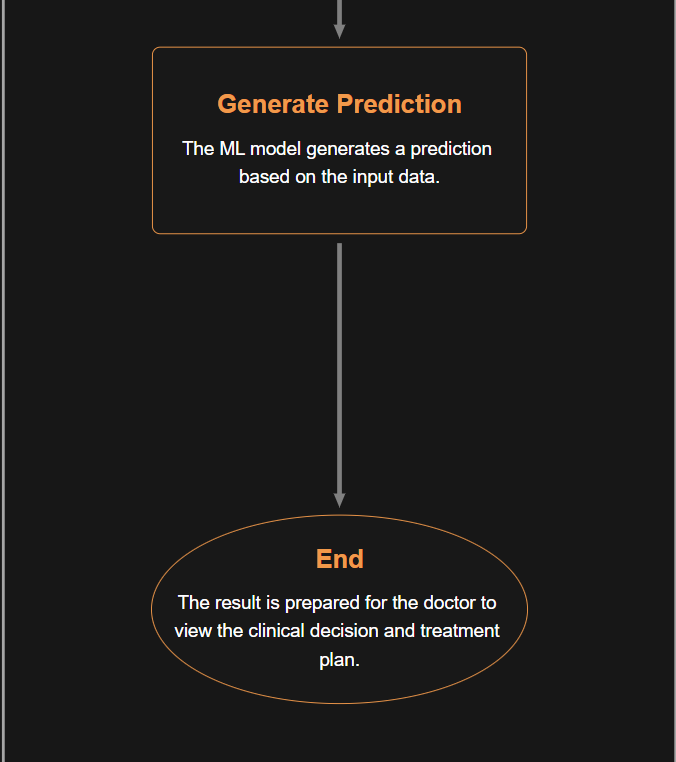 Generate Prediction
The ML model generates a prediction
based on the input data.
End
The result is prepared for the doctor to
view the clinical decision and treatment
plan.